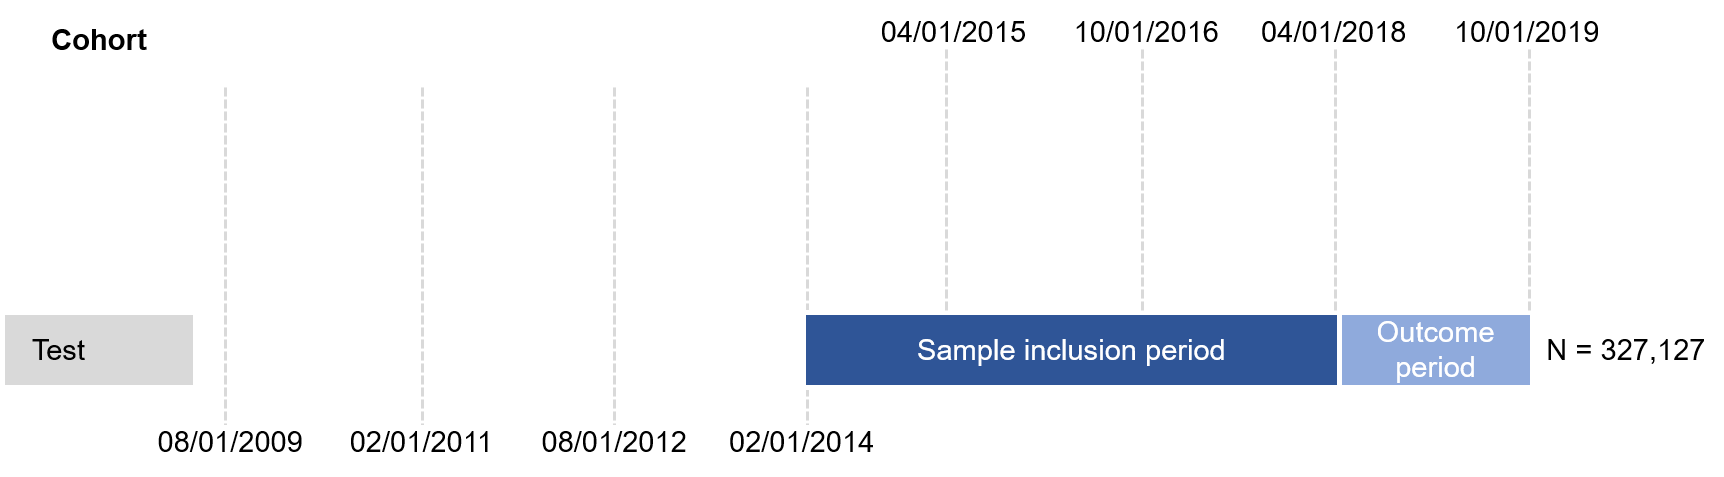 Cohort
04/01/2015
10/01/2016
04/01/2018
10/01/2019
Test
Sample inclusion period
Outcome
period
N = 327,127
08/01/2009
02/01/2011
08/01/2012
02/01/2014